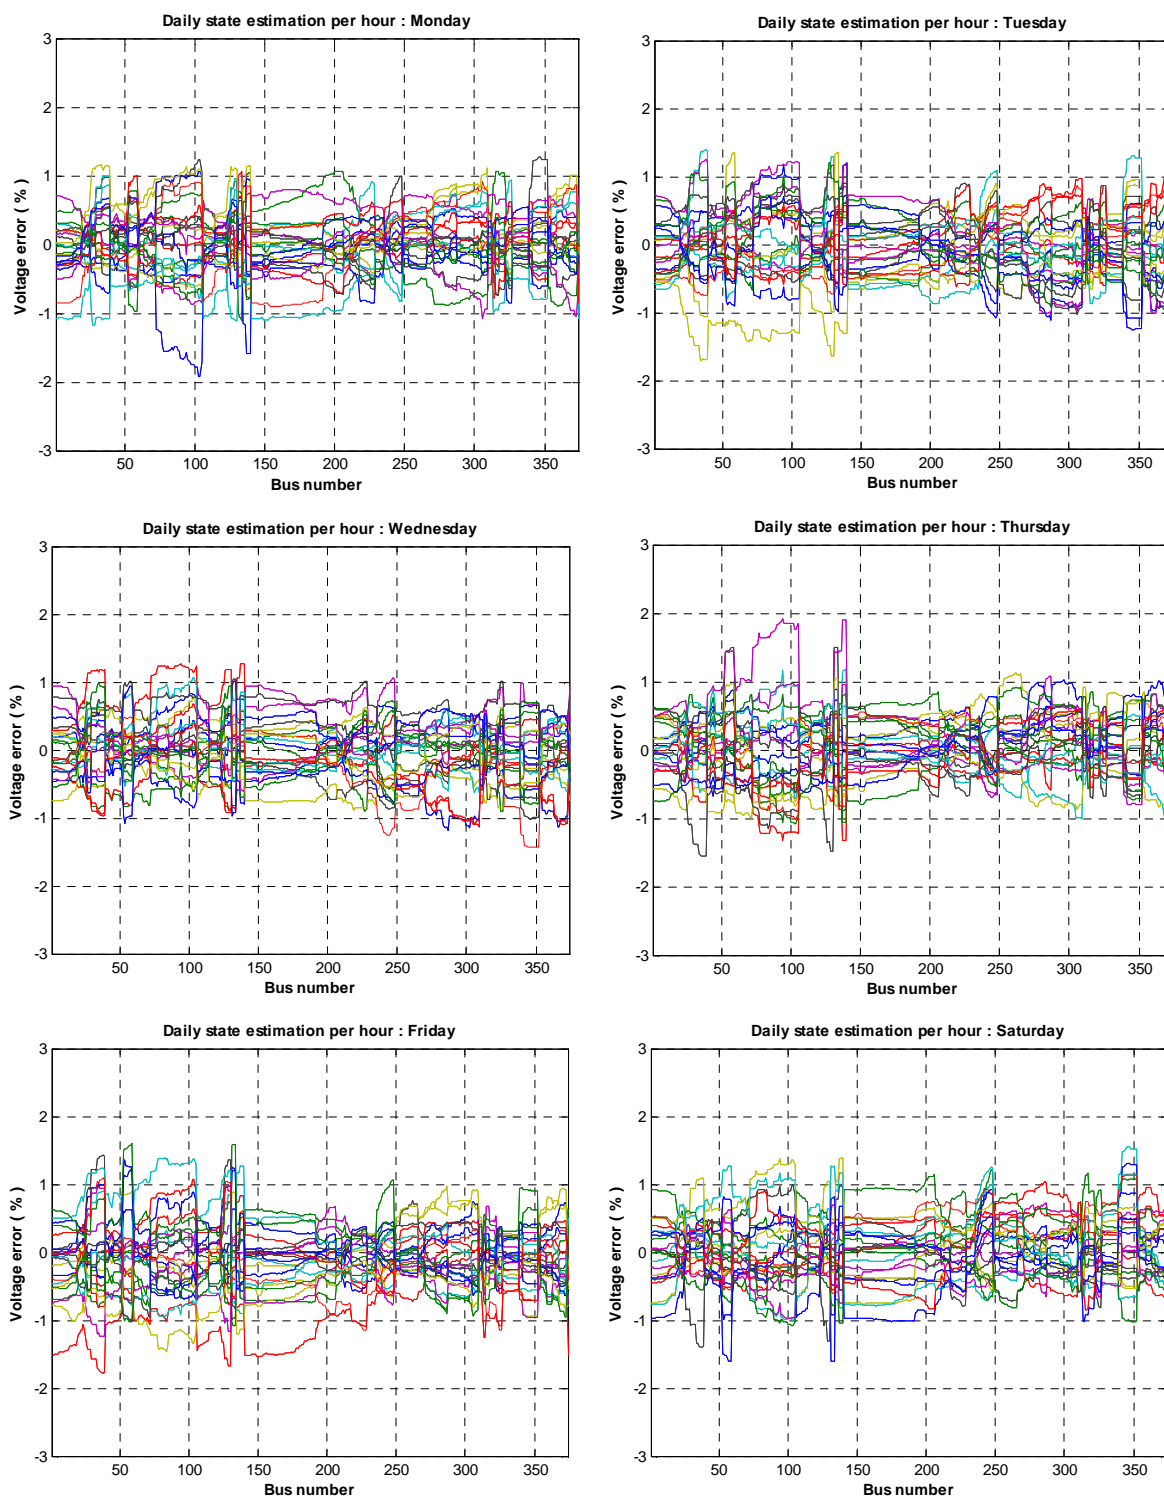 Daily state estimation per hour : Monday
3
2
1
0
-1
-2
-3
Voltage error ( % )
50 100 150 200 250 300 350
Bus number
Daily state estimation per hour : Tuesday
3
2
1
0
-1
-2
-3
Voltage error ( % )
50 100 150 200 250 300 350
Bus number
Daily state estimation per hour : Wednesday
3
2
1
0
-1
-2
-3
Voltage error ( % )
50 100 150 200 250 300 350
Bus number
Daily state estimation per hour : Thursday
3
2
1
0
-1
-2
-3
Voltage error ( % )
50 100 150 200 250 300 350
Bus number
Daily state estimation per hour : Friday
3
2
1
0
-1
-2
-3
Voltage error ( % )
50 100 150 200 250 300 350
Bus number
Daily state estimation per hour : Saturday
3
2
1
0
-1
-2
-3
Voltage error ( % )
50 100 150 200 250 300 350
Bus number